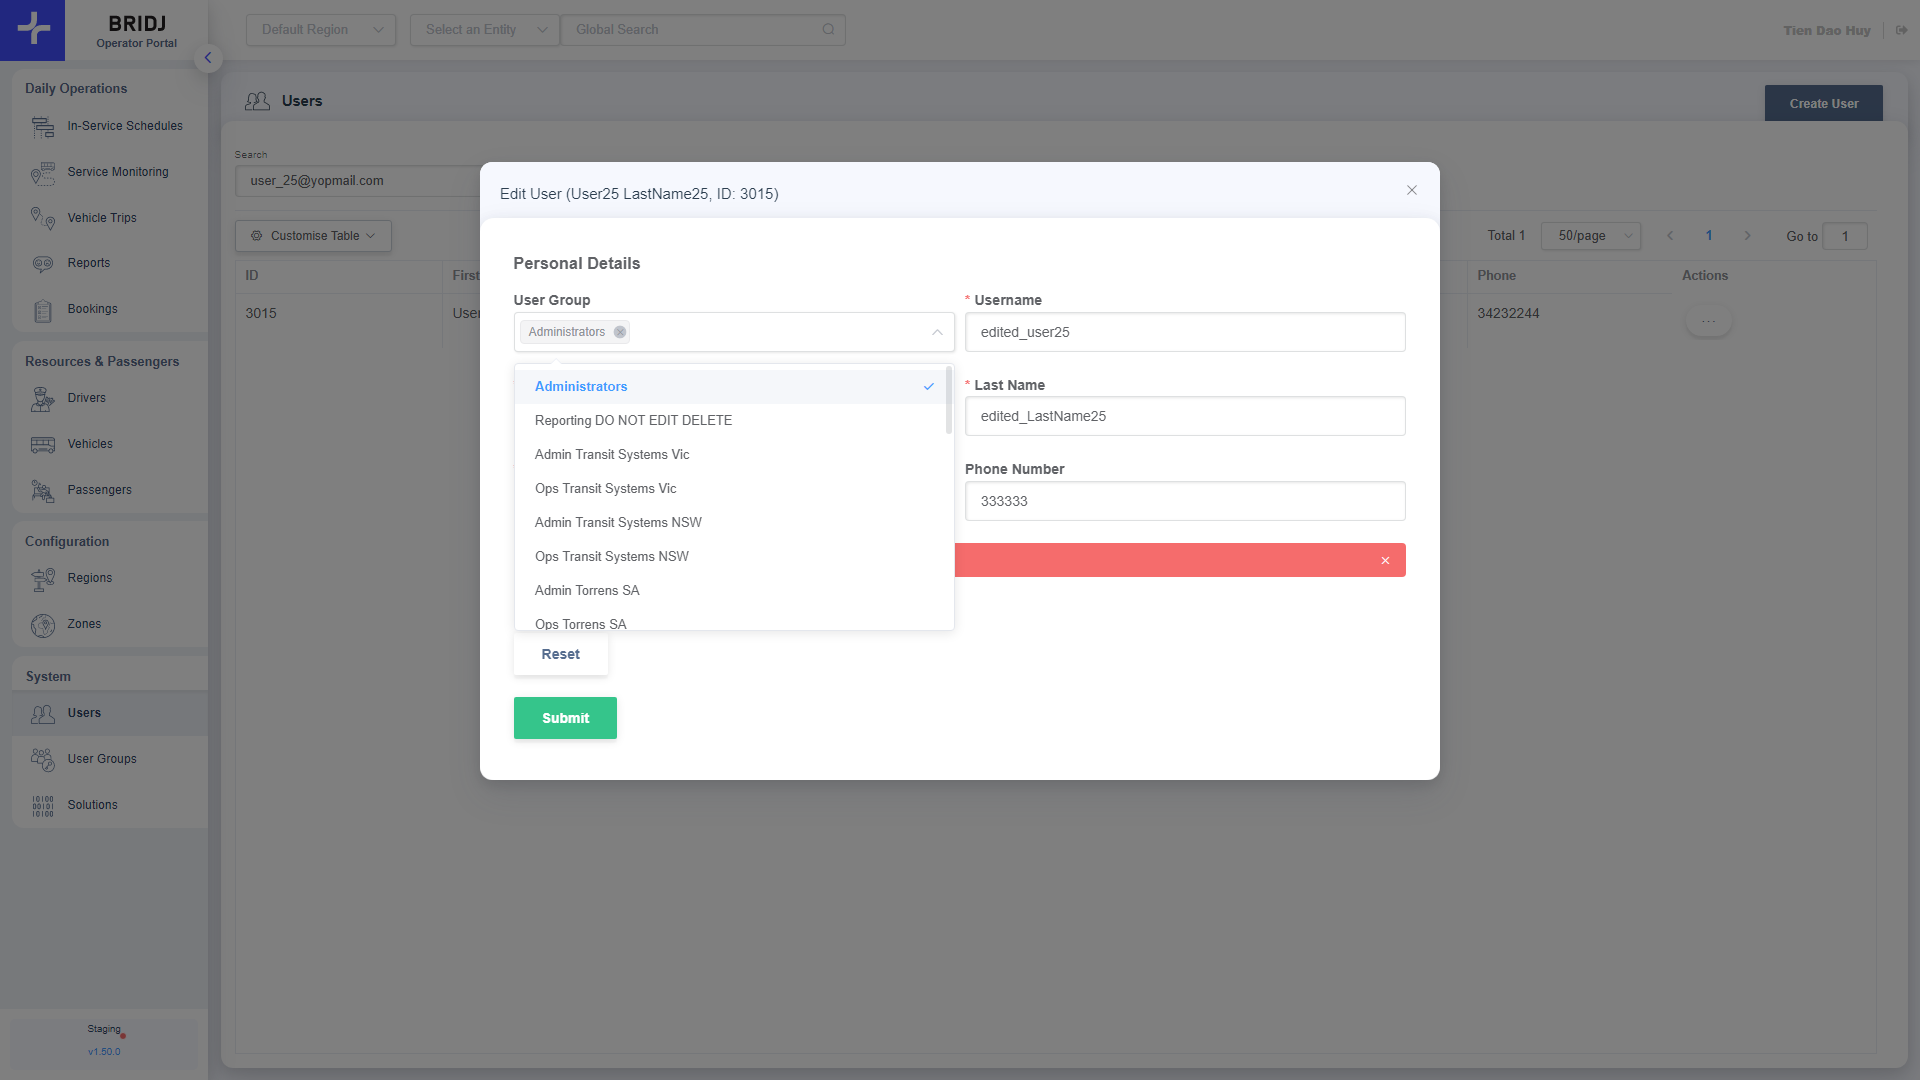 BRIDJ
Operator Portal
Default Region
Select an Entity
Global Search
Tien Dao Huy
Daily Operations
In-Service Schedules
Service Monitoring
Vehicle Trips
Reports
Bookings
Resources & Passengers
Drivers
Vehicles
Passengers
Configuration
Regions
Zones
System
Users
User Groups
Solutions
Staging
v1.50.0
Users
Create User
Search
user_25@yopmail.com
Customise Table
Total 1
50/page
1
Go to
1
ID
First
Phone
Actions
3015
User
34232244
...
Edit User (User25 LastName25, ID: 3015)
Personal Details
User Group
* Username
Administrators
edited_user25
Administrators
Reporting DO NOT EDIT DELETE
Admin Transit Systems Vic
Ops Transit Systems Vic
Admin Transit Systems NSW
Ops Transit Systems NSW
Admin Torrens SA
Ops Torrens SA
* Last Name
edited_LastName25
Phone Number
333333
Reset
Submit